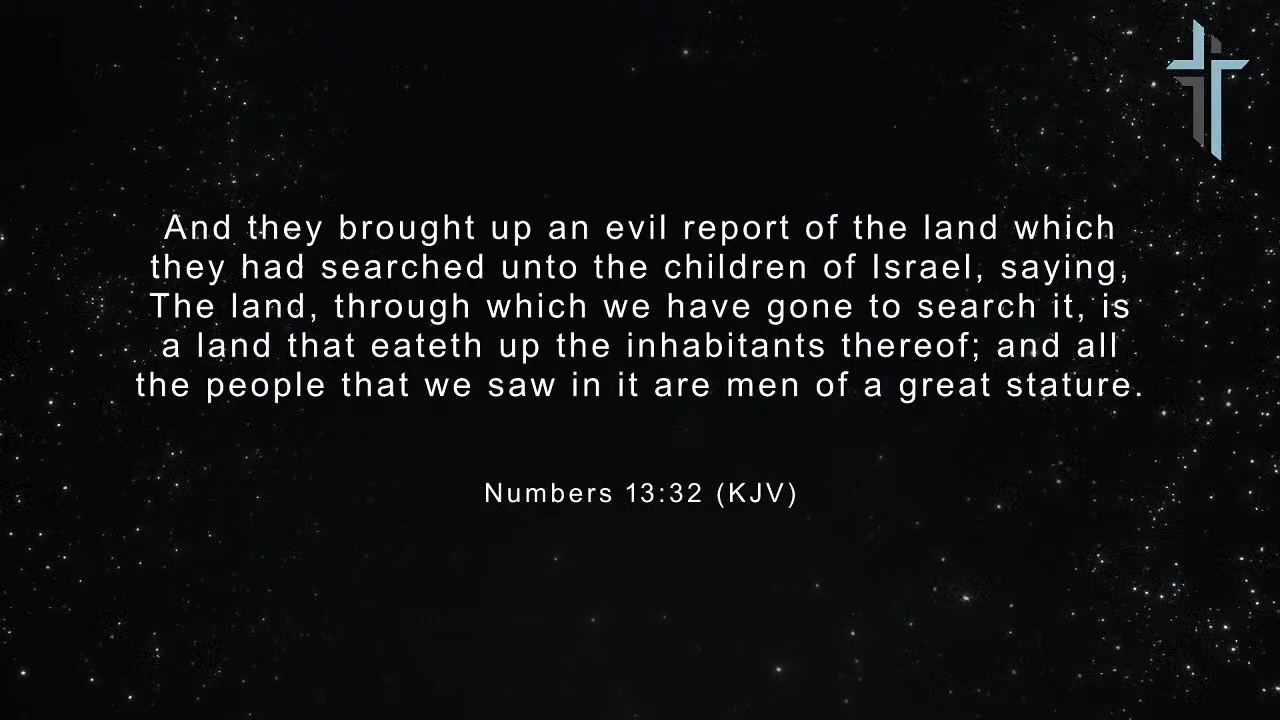 And they brought up an evil report of the land which
they had searched unto the children of Israel, saying,
The land, through which we have gone to search it, is
a land that eateth up the inhabitants thereof; and all
the people that we saw in it are men of a great stature.
Numbers 13:32 (KJV)